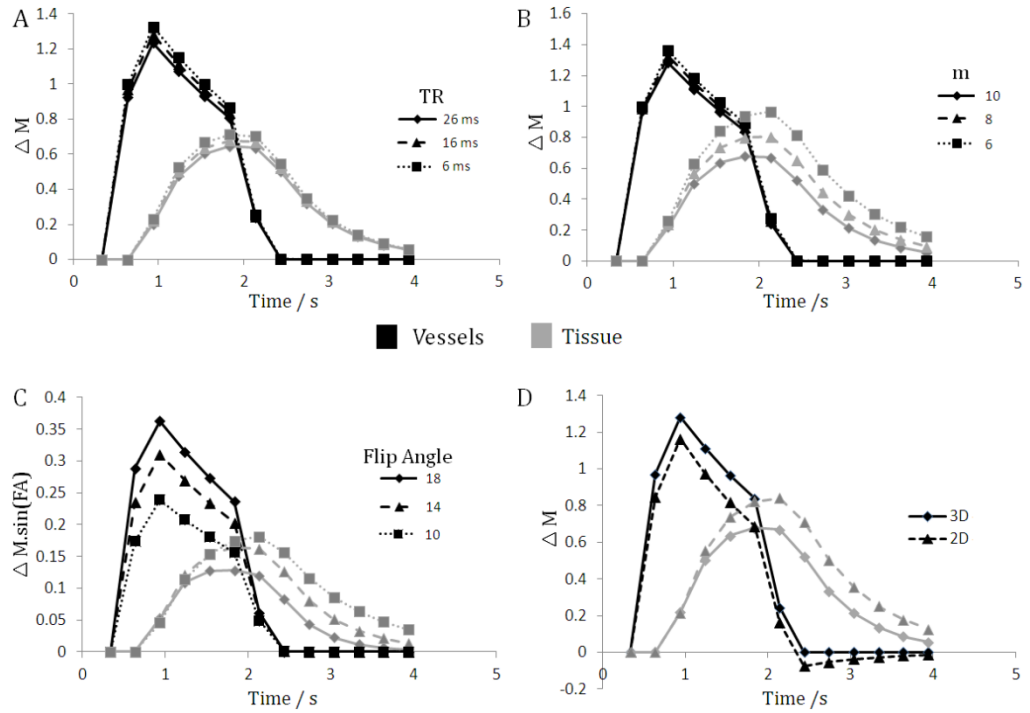 A
1.4
1.2
1
0.8
0.6
0.4
0.2
0
△ M
0 1 2 3 4 5
Time / s
TR
26 ms
16 ms
6 ms
B
1.6
1.4
1.2
1
0.8
0.6
0.4
0.2
0
△ M
0 1 2 3 4 5
Time / s
m
10
8
6
Vessels Tissue
C
0.4
0.35
0.3
0.25
0.2
0.15
0.1
0.05
0
△ M.sin(FA)
0 1 2 3 4 5
Time / s
Flip Angle
18
14
10
D
1.4
1.2
1
0.8
0.6
0.4
0.2
0
-0.2
△ M
0 1 2 3 4 5
Time / s
3D
2D